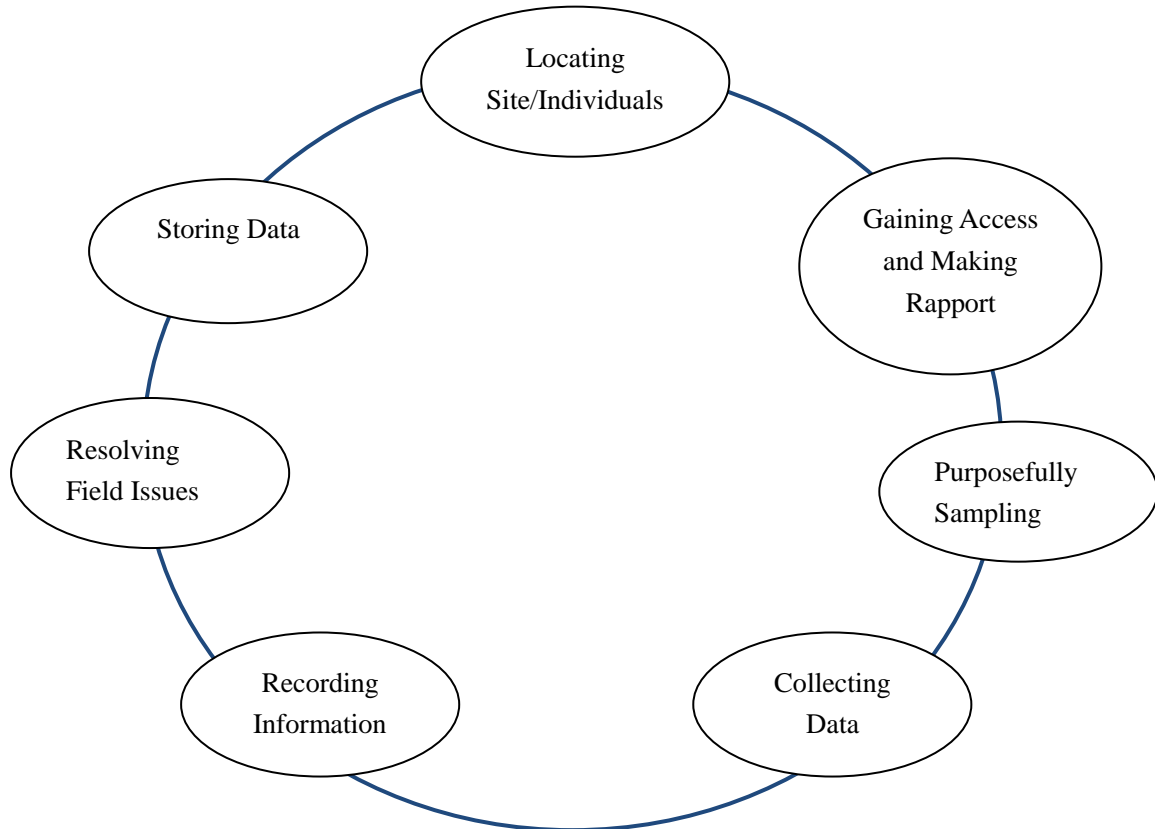 Locating
Site/Individuals
Gaining Access
and Making
Rapport
Purposefully
Sampling
Collecting
Data
Recording
Information
Resolving
Field Issues
Storing Data